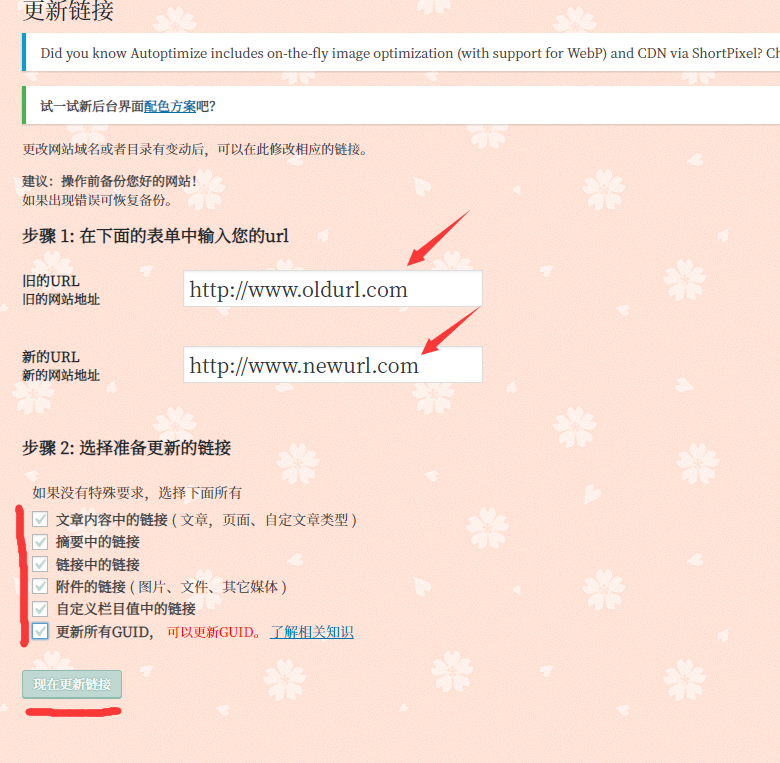 更新链接
Did you know Autoptimize includes on-the-fly image optimization (with support for WebP) and CDN via ShortPixel? Ch
试一试新后台界面配色方案吧？
更改网站域名或者目录有变动后，可以在此修改相应的链接。
建议：操作前备份您好的网站！
如果出现错误可恢复备份。
步骤 1: 在下面的表单中输入您的url
旧的URL
旧的网站地址
http://www.oldurl.com
新的URL
新的网站地址
http://www.newurl.com
步骤 2: 选择准备更新的链接
如果没有特殊要求，选择下面所有
文章内容中的链接 ( 文章，页面、自定文章类型 )
摘要中的链接
链接中的链接
附件的链接 ( 图片、文件、其它媒体 )
自定义栏目值中的链接
更新所有GUID， 可以更新GUID。 了解相关知识
现在更新链接